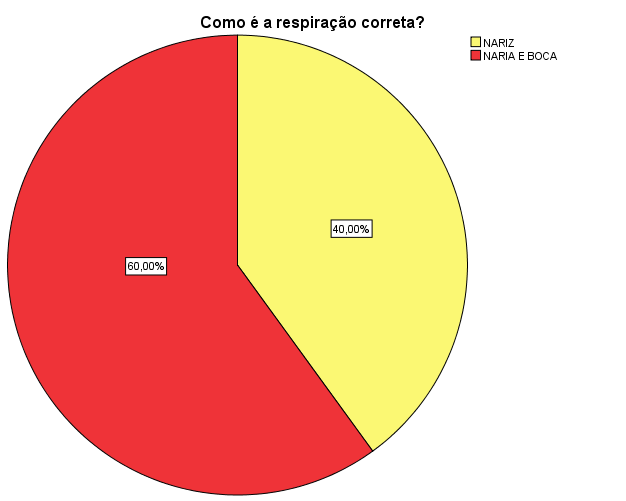 Como é a respiração correta?
NARIZ
NARIA E BOCA
40,00%
60,00%